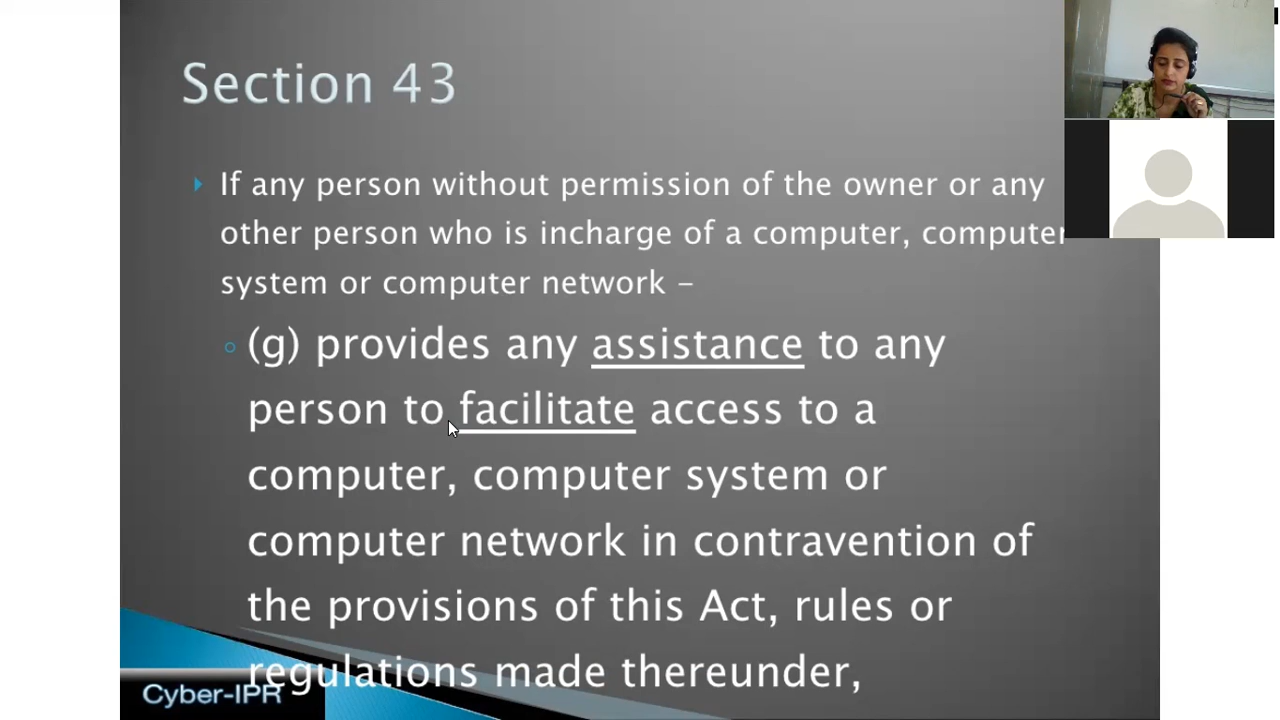 Section 43
If any person without permission of the owner or any
other person who is incharge of a computer, computer
system or computer network –
(g) provides any assistance to any
person to facilitate access to a
computer, computer system or
computer network in contravention of
the provisions of this Act, rules or
regulations made thereunder,
Cyber-IPR